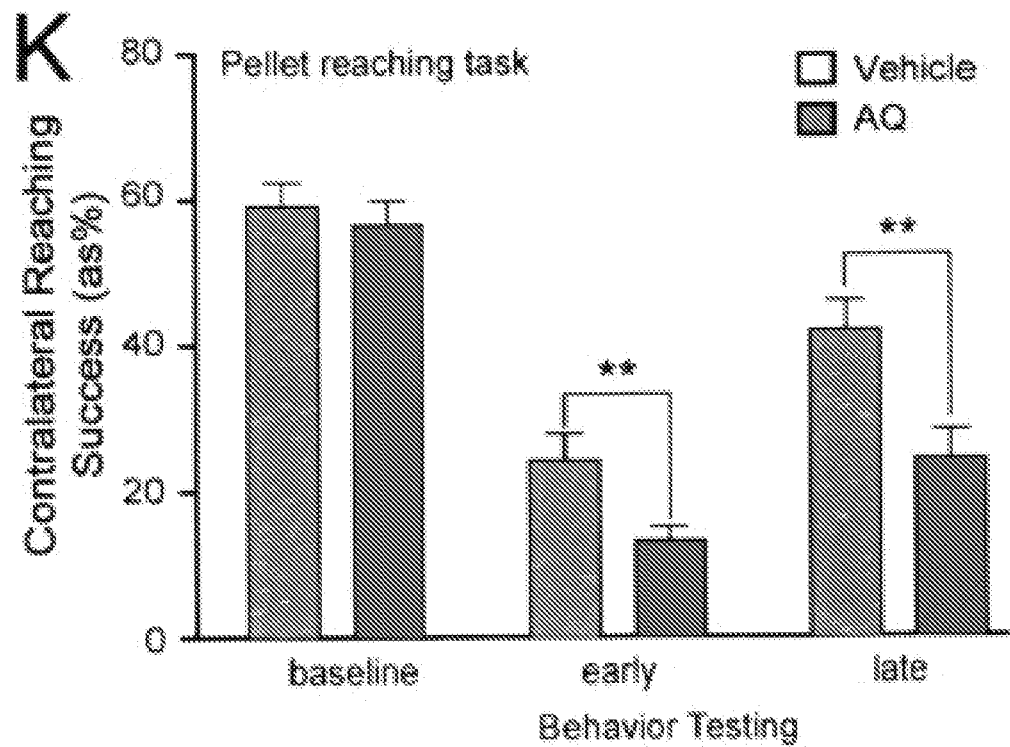 K
Pellet reaching task
Vehicle
AQ
Contralateral Reaching
Success (as%)
80
60
40
20
0
**
**
baseline early late
Behavior Testing